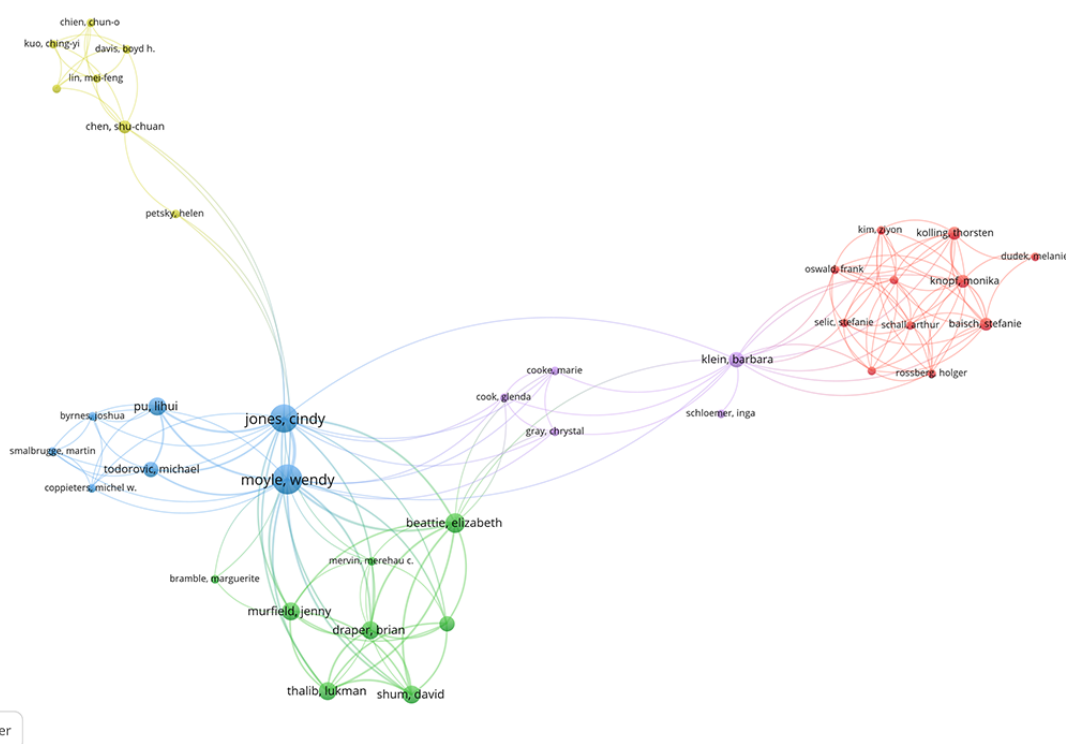 chien, chun-o
kuo, ching-yi
davis, boyd h.
lin, mei-feng
chen, shu-chuan
petsky, helen
kim, ziyon
kolling, thorsten
dudek, melanie
oswald, frank
knopf, monika
selic, stefanie
schall, arthur
baisch, stefanie
klein, barbara
rossberg, holger
cooke, marie
cook, glenda
pu, lihui
byrnes, joshua
jones, cindy
schloemer, inga
gray, chrystal
smalbrugge, martin
todorovic, michael
moyle, wendy
coppieters, michel w.
beattie, elizabeth
mervin, merehau c.
bramble, marguerite
murfield, jenny
draper, brian
thalib, lukman
shum, david
er